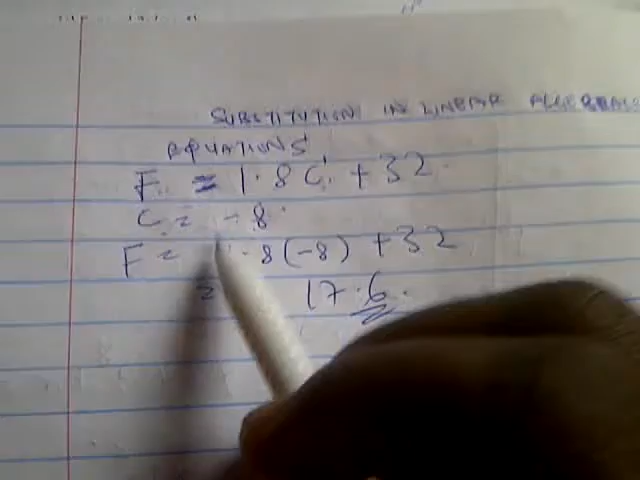 SUBSTITUTION IN LINEAR ALGEBRAIC
EQUATIONS
F = 1.8C + 32
C = -8
F = 1.8(-8) + 32
= 17.6